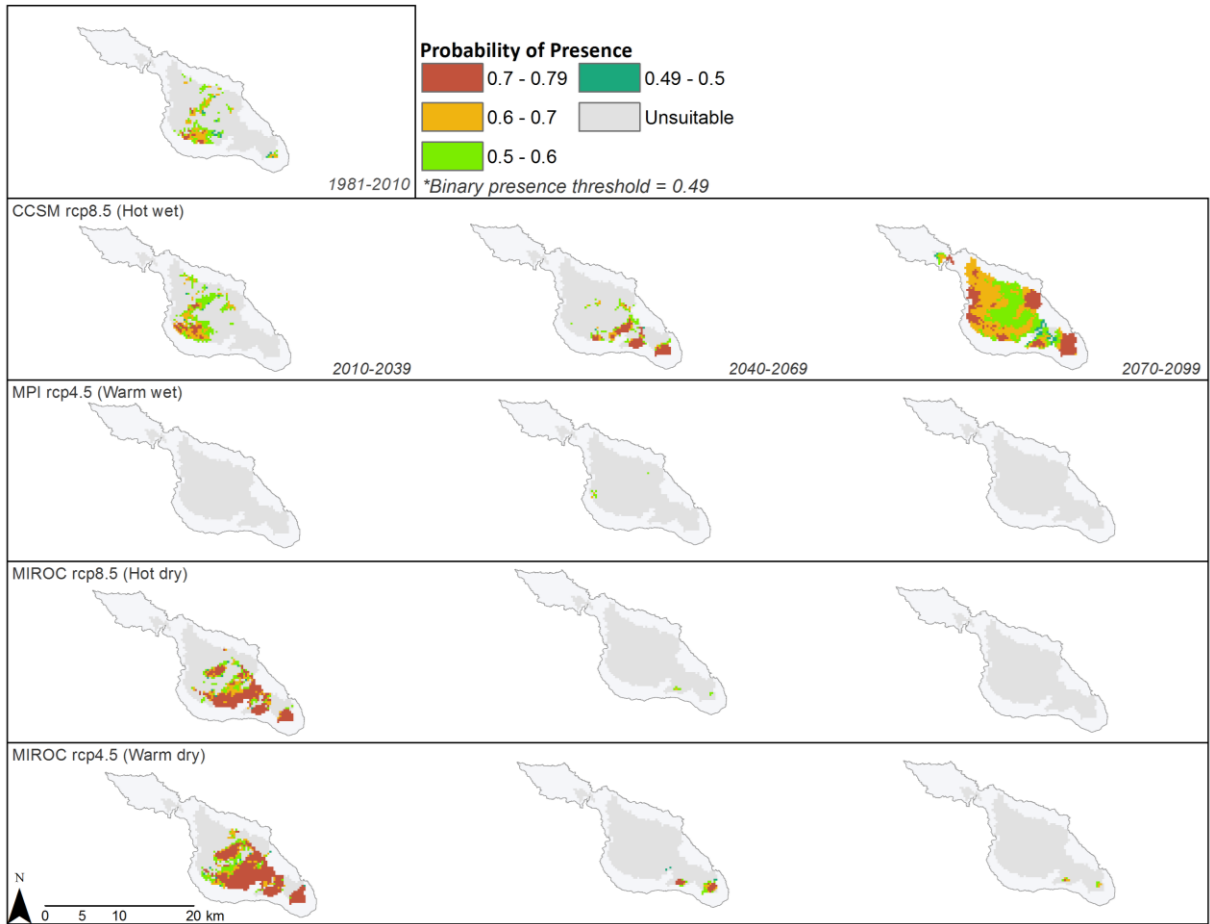 Probability of Presence
0.7 - 0.79
0.49 - 0.5
0.6 - 0.7
Unsuitable
0.5 - 0.6
1981-2010
*Binary presence threshold = 0.49
CCSM rcp8.5 (Hot wet)
2010-2039
2040-2069
2070-2099
MPI rcp4.5 (Warm wet)
MIROC rcp8.5 (Hot dry)
MIROC rcp4.5 (Warm dry)
N
0 5 10 20 km